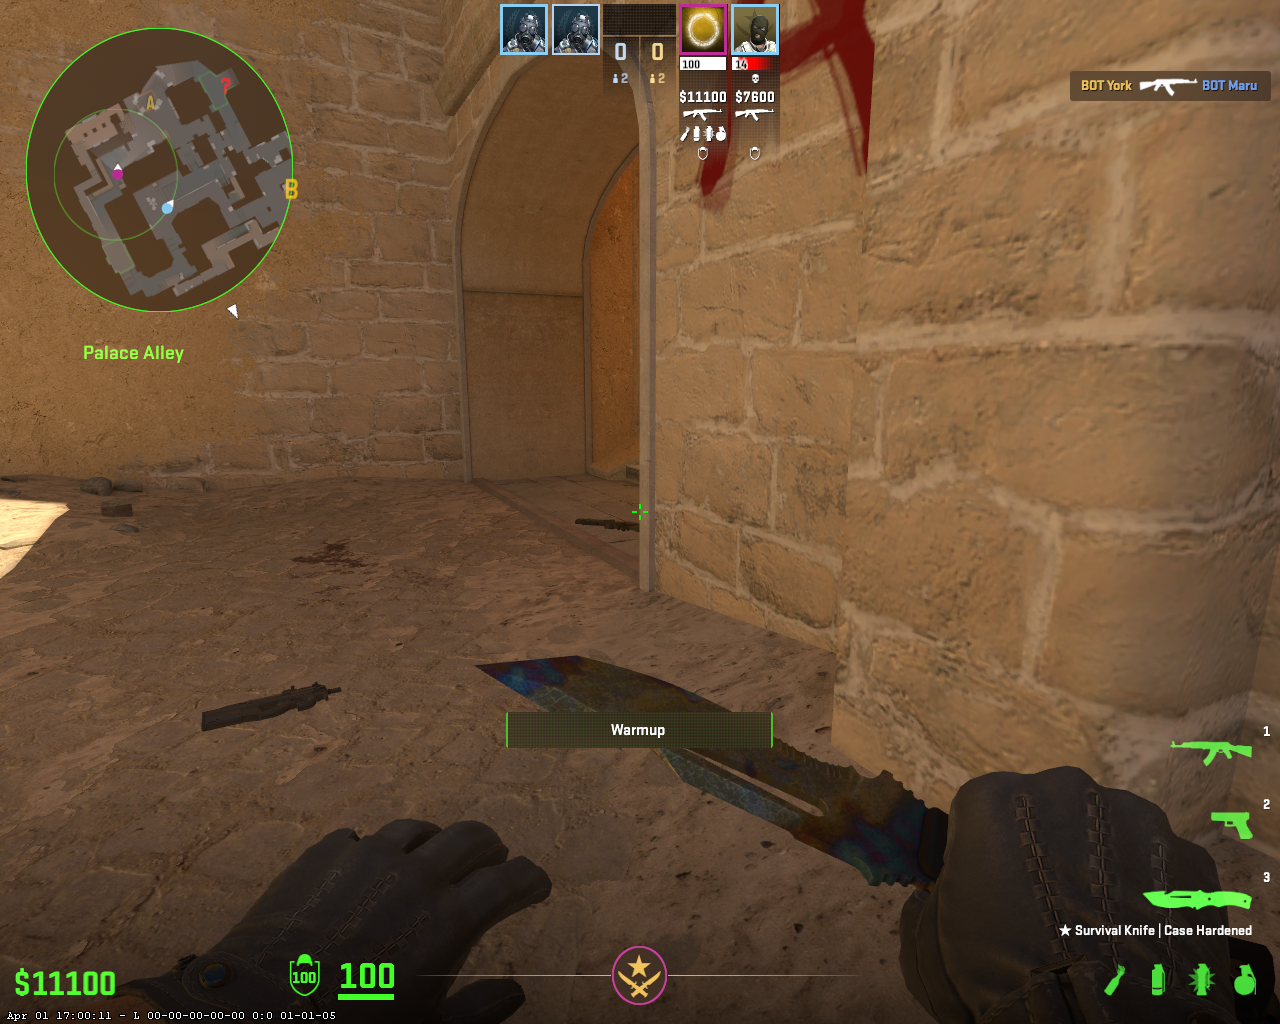 0 0
2 2
100 14
$11100 $7600
BOT York BOT Maru
A
?
B
Palace Alley
Warmup
1
2
3
★ Survival Knife | Case Hardened
$11100
100
100
Apr 01 17:00:11 - L 00-00-00-00-00 0:0 01-01-05